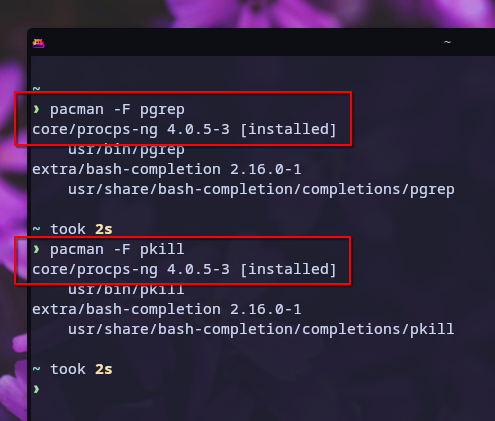 ~
~
❯ pacman -F pgrep
core/procps-ng 4.0.5-3 [installed]
usr/bin/pgrep
extra/bash-completion 2.16.0-1
usr/share/bash-completion/completions/pgrep
~ took 2s
❯ pacman -F pkill
core/procps-ng 4.0.5-3 [installed]
usr/bin/pkill
extra/bash-completion 2.16.0-1
usr/share/bash-completion/completions/pkill
~ took 2s
❯